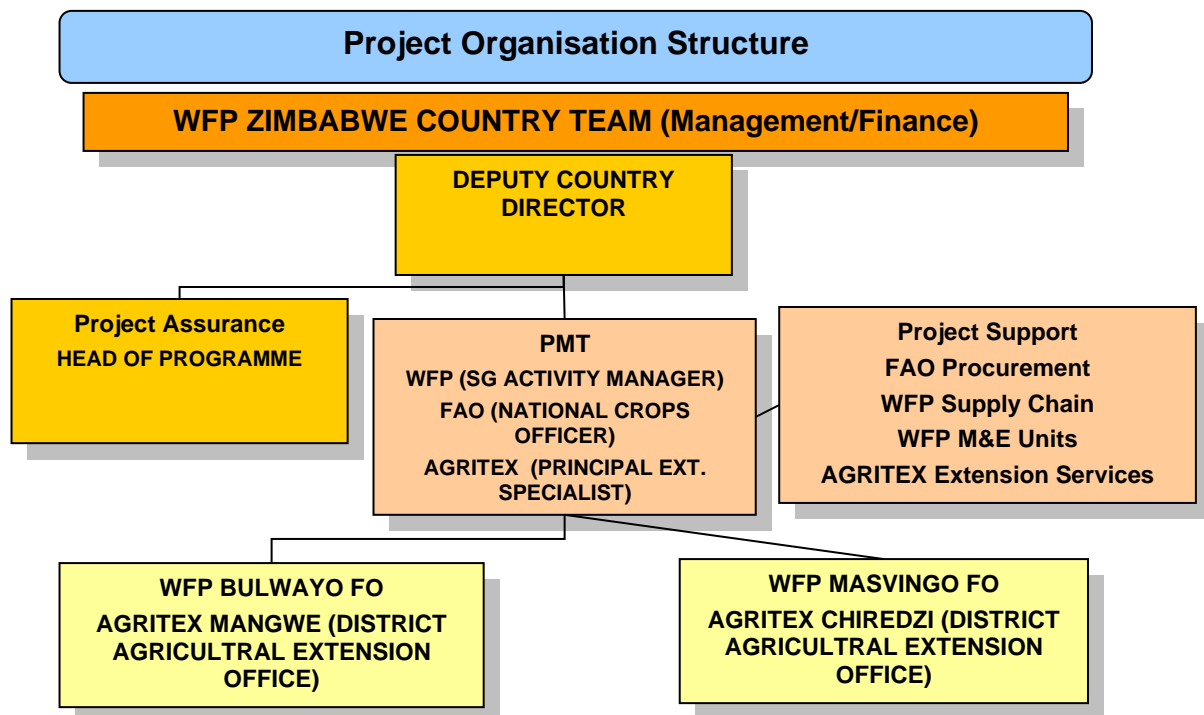 Project Organisation Structure
WFP ZIMBABWE COUNTRY TEAM (Management/Finance)
DEPUTY COUNTRY
DIRECTOR
Project Assurance
HEAD OF PROGRAMME
PMT
WFP (SG ACTIVITY MANAGER)
FAO (NATIONAL CROPS
OFFICER)
AGRITEX (PRINCIPAL EXT.
SPECIALIST)
Project Support
FAO Procurement
WFP Supply Chain
WFP M&E Units
AGRITEX Extension Services
WFP BULWAYO FO
AGRITEX MANGWE (DISTRICT
AGRICULTRAL EXTENSION
OFFICE)
WFP MASVINGO FO
AGRITEX CHIREDZI (DISTRICT
AGRICULTRAL EXTENSION
OFFICE)